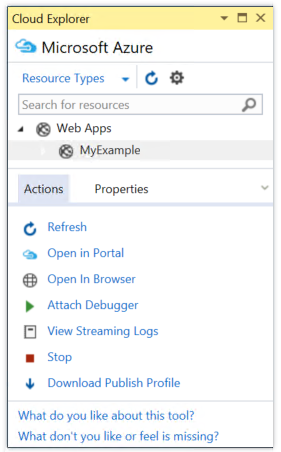 Cloud Explorer
Microsoft Azure
Resource Types
Search for resources
Web Apps
MyExample
Actions Properties
Refresh
Open in Portal
Open In Browser
Attach Debugger
View Streaming Logs
Stop
Download Publish Profile
What do you like about this tool?
What don't you like or feel is missing?